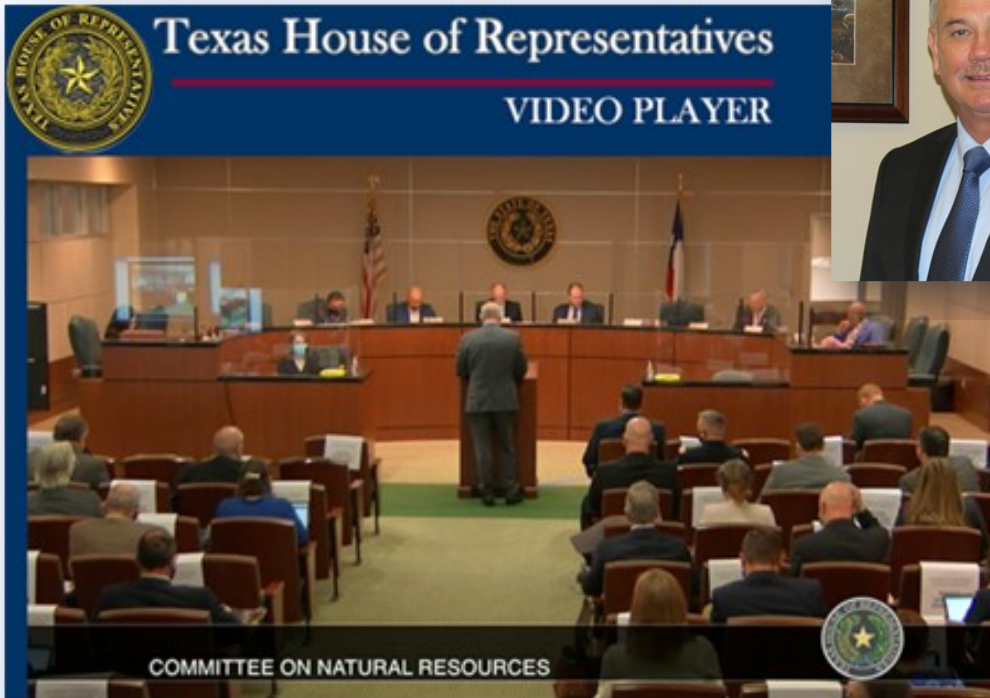 Texas House of Representatives
VIDEO PLAYER
COMMITTEE ON NATURAL RESOURCES